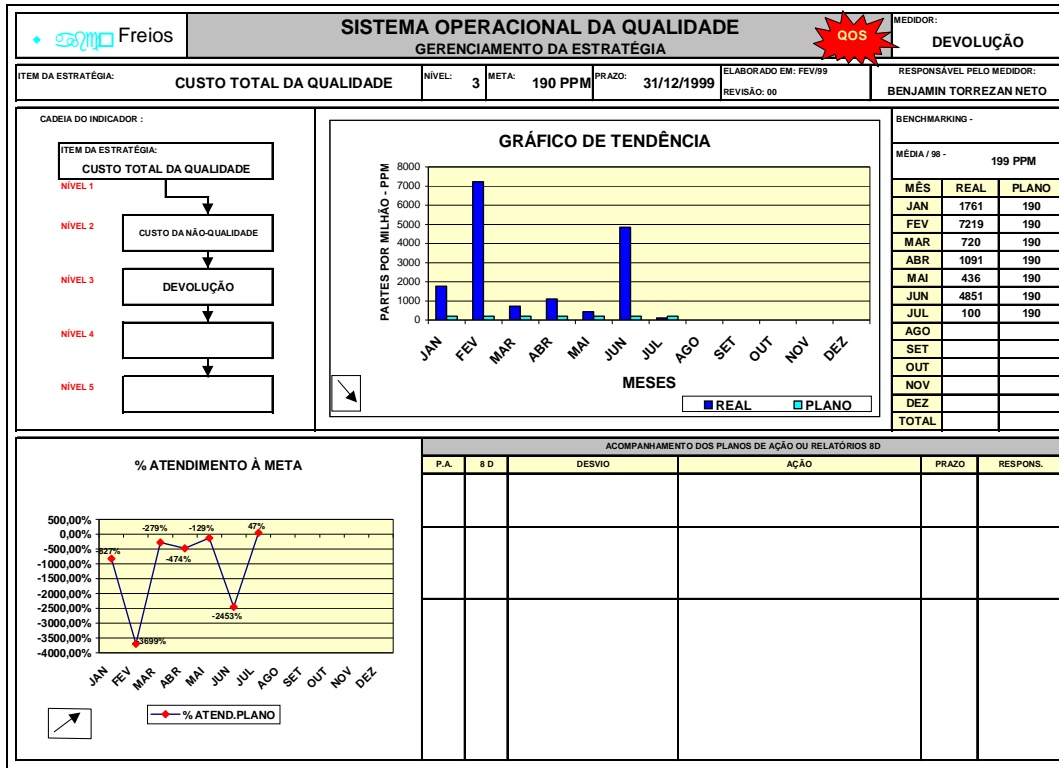 Freios
SISTEMA OPERACIONAL DA QUALIDADE
GERENCIAMENTO DA ESTRATÉGIA
QOS
MEDIDOR:
DEVOLUÇÃO
ITEM DA ESTRATÉGIA:
CUSTO TOTAL DA QUALIDADE
NÍVEL:
3
META:
190 PPM
PRAZO:
31/12/1999
ELABORADO EM: FEV/99
REVISÃO: 00
RESPONSÁVEL PELO MEDIDOR:
BENJAMIN TORREZAN NETO
CADEIA DO INDICADOR :
ITEM DA ESTRATÉGIA:
CUSTO TOTAL DA QUALIDADE
NÍVEL 1
NÍVEL 2
CUSTO DA NÃO-QUALIDADE
NÍVEL 3
DEVOLUÇÃO
NÍVEL 4
NÍVEL 5
GRÁFICO DE TENDÊNCIA
PARTES POR MILHÃO - PPM
8000
7000
6000
5000
4000
3000
2000
1000
0
JAN FEV MAR ABR MAI JUN JUL AGO SET OUT NOV DEZ
MESES
REAL PLANO
BENCHMARKING -
MÉDIA / 98 - 199 PPM
MÊS REAL PLANO
JAN 1761 190
FEV 7219 190
MAR 720 190
ABR 1091 190
MAI 436 190
JUN 4851 190
JUL 100 190
AGO
SET
OUT
NOV
DEZ
TOTAL
% ATENDIMENTO À META
500,00%
0,00%
-500,00%
-1000,00%
-1500,00%
-2000,00%
-2500,00%
-3000,00%
-3500,00%
-4000,00%
-827%
-3699%
-279%
-474%
-129%
-2453%
47%
JAN FEV MAR ABR MAI JUN JUL AGO SET OUT NOV DEZ
% ATEND.PLANO
ACOMPANHAMENTO DOS PLANOS DE AÇÃO OU RELATÓRIOS 8D
P.A. 8 D DESVIO AÇÃO PRAZO RESPONS.